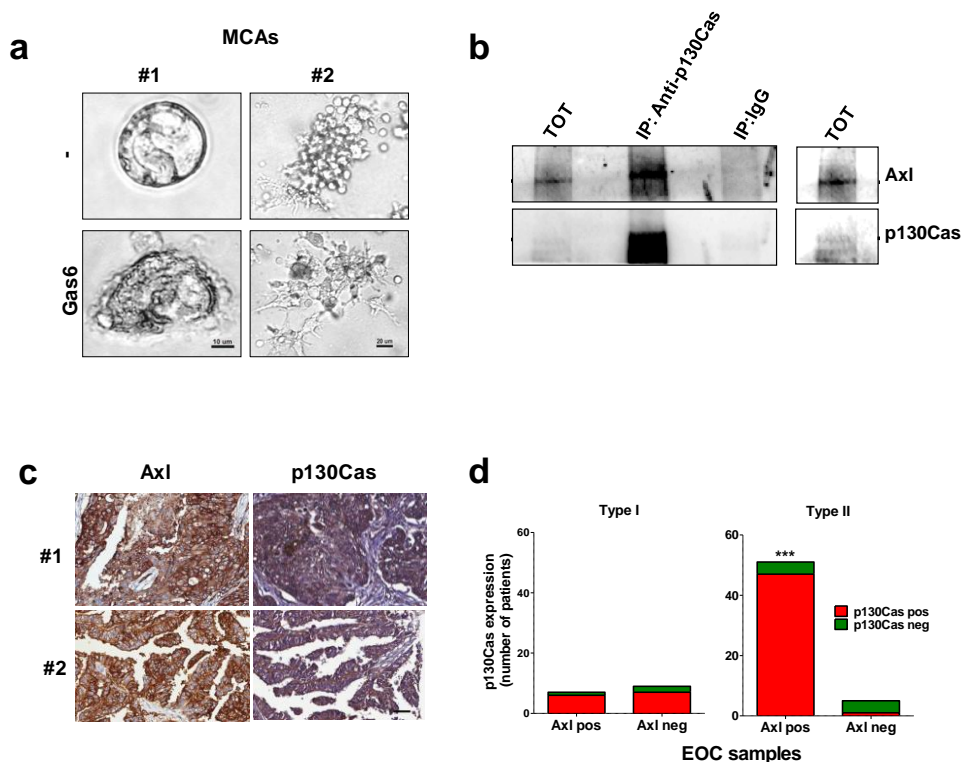 a
MCAs
#1
#2
-
Gas6
10 um
20 um
b
TOT
IP: Anti-p130Cas
IP:IgG
TOT
Axl
p130Cas
c
Axl
p130Cas
#1
#2
d
Type I
Type II
p130Cas expression
(number of patients)
60
40
20
0
Axl pos
Axl neg
60
40
20
0
***
Axl pos
Axl neg
p130Cas pos
p130Cas neg
EOC samples